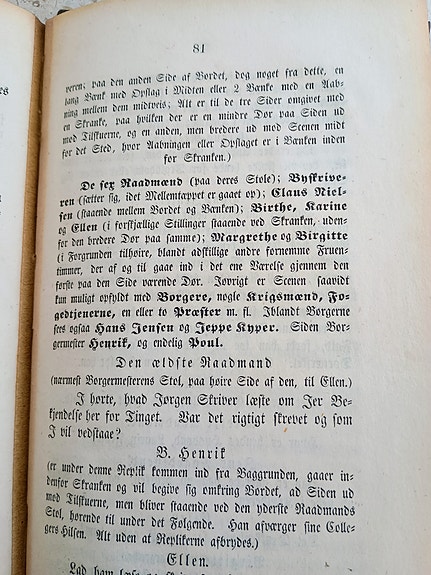 81
veren; paa den anden Side af Bordet, dog noget fra dette, en
lang Bænk med Opslag i Midten eller 2 Bænke med en Aab-
ning mellem dem midtveis; Alt er til de tre Sider omgivet med
en Skranke, paa hvilken der er en mindre Dør paa Siden ud
mod Tilskuerne, og en anden, men bredere ud mod Scenen midt
for det Sted, hvor Aabningen eller Opslaget er i Bænken inden
for Skranken.)
De sex Raadmænd (paa deres Stole); Byskrive-
ren (sætter sig, idet Mellemtæppet er gaaet op); Claus Niel-
sen (staaende mellem Bordet og Bænken); Birthe, Karine
og Ellen (i forskjællige Stillinger staaende ved Skranken, uden-
for den bredere Dør paa samme); Margrethe og Birgitte
(i Forgrunden tilhøire, blandt adskillige andre fornemme Fruen-
timmer, der af og til gaae ind i det ene Værelse gjennem den
første paa den Side værende Dør. Iøvrigt er Scenen saavidt
kun muligt opfyldt med Borgere, nogle Krigsmænd, Fo-
gedtjenerne, en eller to Præster m. fl. Iblandt Borgerne
sees ogsaa Hans Jensen og Jeppe Kyper. Siden Bor-
germester Henrik, og endelig Poul.
Den ældste Raadmand
(nærmest Borgermesterens Stol, paa høire Side af den, til Ellen.)
I hørte, hvad Jørgen Skriver læste om Jer Be-
kjendelse her for Tinget. Var det rigtigt skrevet og som
I vil vedstaae?
B. Henrik
(er under denne Replik kommen ind fra Baggrunden, gaaer in-
denfor Skranken og vil begive sig omkring Bordet, ad Siden ud
mod Tilskuerne, men bliver staaende ved den yderste Raadmands
Stol, hørende til under det Følgende. Han afværger sine Colle-
gers Hilsen. Alt uden at Replikerne afbrydes.)
Ellen.
Lad ham læse